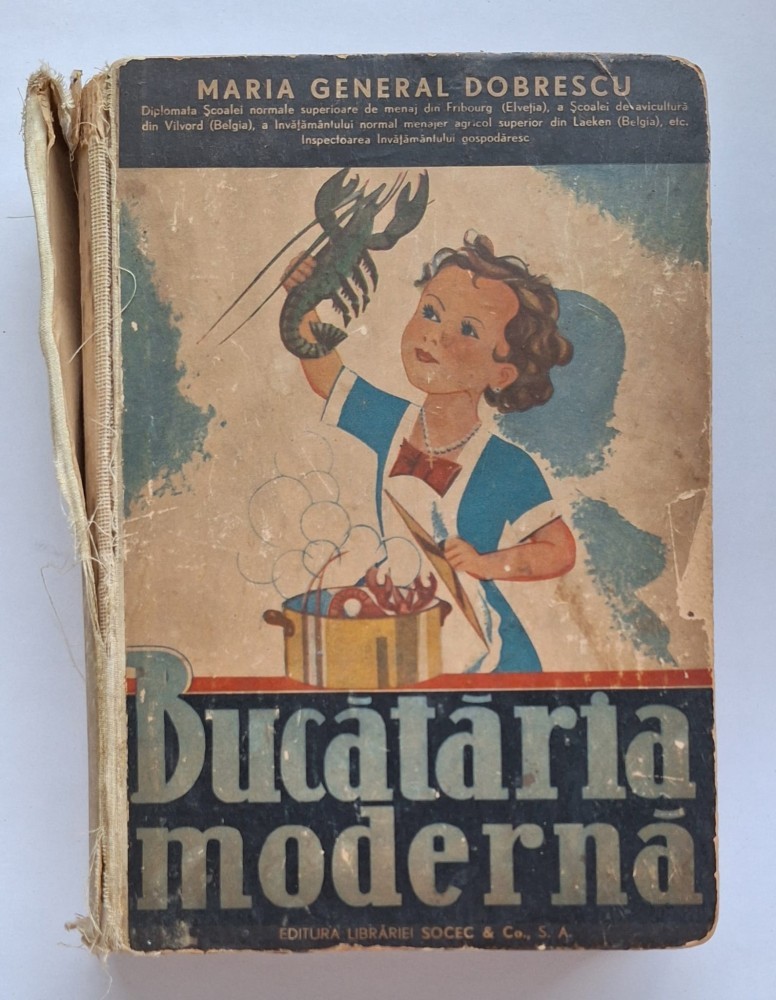 MARIA GENERAL DOBRESCU
Diplomata Școalei normale superioare de menaj din Fribourg (Elveția), a Școalei de avicultură
din Vilvord (Belgia), a Învățământului normal menajer agricol superior din Laeken (Belgia), etc.
Inspectoarea Învățământului gospodăresc
Bucătăria
modernă
EDITURA LIBRĂRIEI SOCEC & Co., S. A.